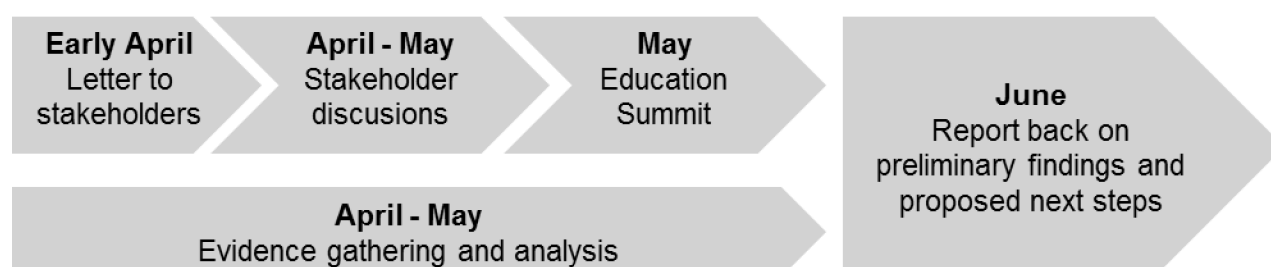 Early April
Letter to
stakeholders
April - May
Stakeholder
discusions
May
Education
Summit
June
Report back on
preliminary findings and
proposed next steps
April - May
Evidence gathering and analysis